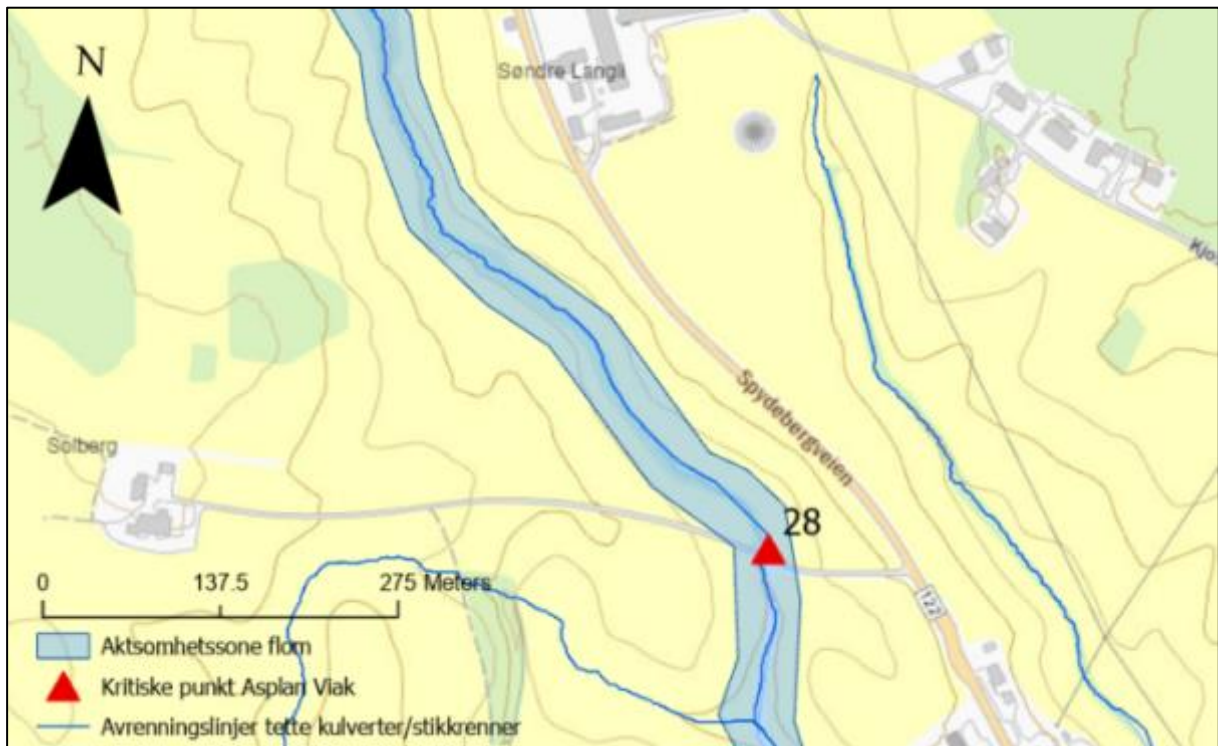 N
Søndre Langli
Kjos
Spydebergveien
Solberg
28
122
0 137.5 275 Meters
Aktsomhetssone flom
Kritiske punkt Asplan Viak
Avrenningslinjer tette kulverter/stikkrenner